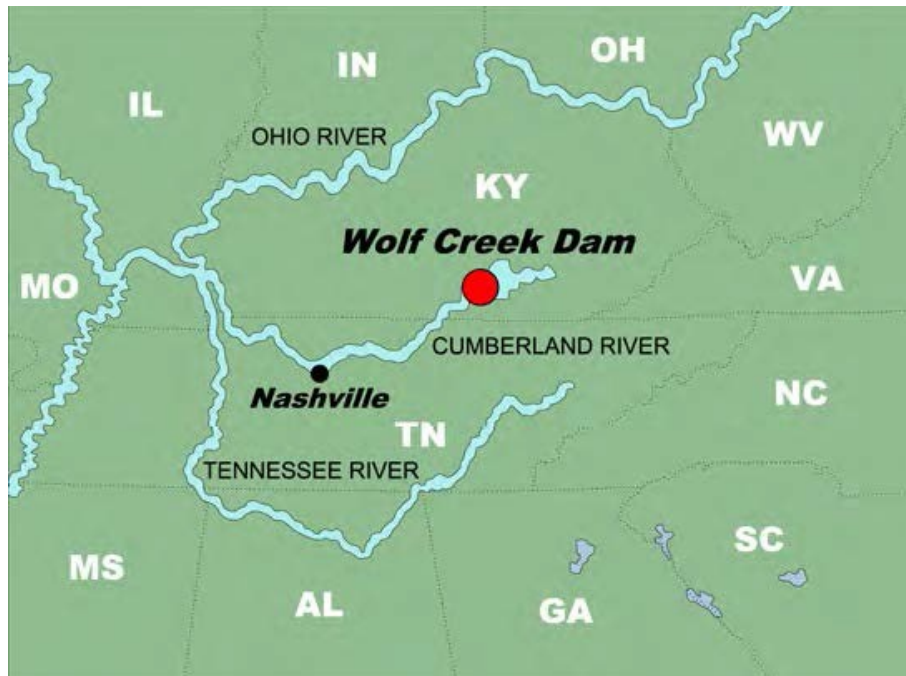 OH
IN
IL
WV
OHIO RIVER
KY
Wolf Creek Dam
VA
MO
CUMBERLAND RIVER
NC
Nashville
TN
TENNESSEE RIVER
SC
MS
AL
GA